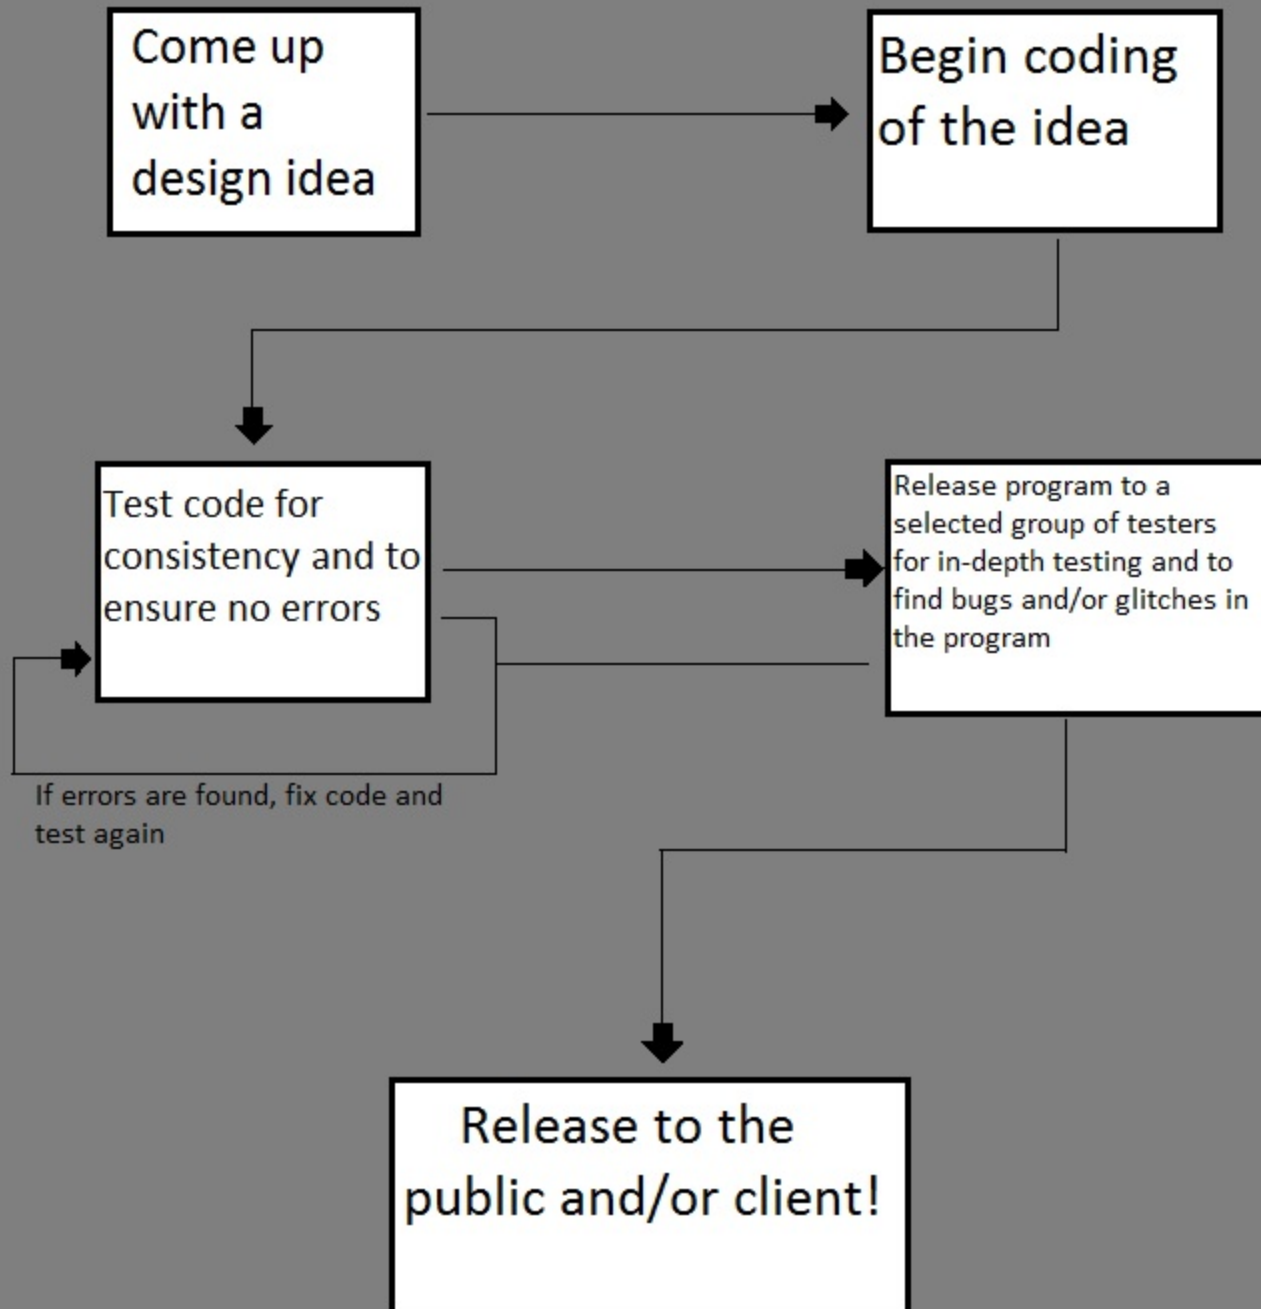 Come up
with a
design idea
Begin coding
of the idea
Test code for
consistency and to
ensure no errors
Release program to a
selected group of testers
for in-depth testing and to
find bugs and/or glitches in
the program
If errors are found, fix code and
test again
Release to the
public and/or client!